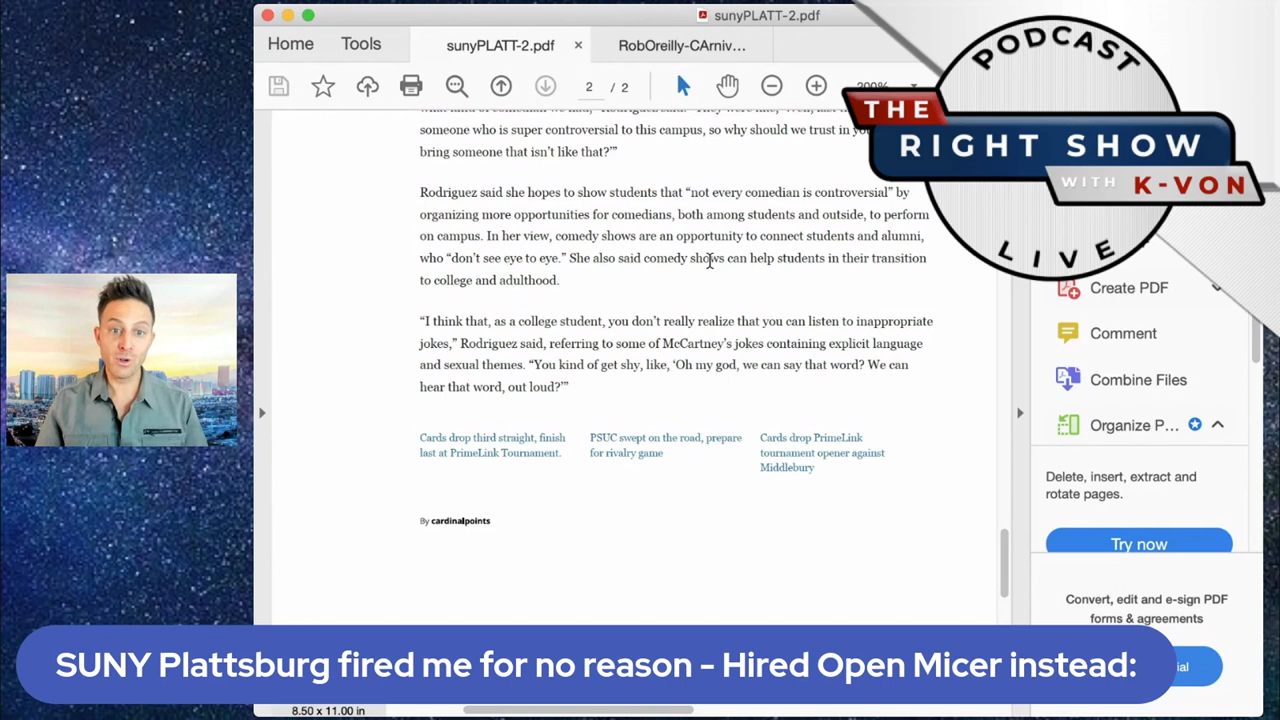 sunyPLATT-2.pdf
Home
Tools
sunyPLATT-2.pdf
RobOreilly-CArniv...
2 / 2
200%
someone who is super controversial to this campus, so why should we trust in
bring someone that isn’t like that?’”
Rodriguez said she hopes to show students that “not every comedian is controversial” by
organizing more opportunities for comedians, both among students and outside, to perform
on campus. In her view, comedy shows are an opportunity to connect students and alumni,
who “don’t see eye to eye.” She also said comedy shows can help students in their transition
to college and adulthood.
“I think that, as a college student, you don’t really realize that you can listen to inappropriate
jokes,” Rodriguez said, referring to some of McCartney’s jokes containing explicit language
and sexual themes. “You kind of get shy, like, ‘Oh my god, we can say that word? We can
hear that word, out loud?’”
Cards drop third straight, finish
last at PrimeLink Tournament.
PSUC swept on the road, prepare
for rivalry game
Cards drop PrimeLink
tournament opener against
Middlebury
By cardinalpoints
8.50 x 11.00 in
PODCAST
THE
RIGHT SHOW
WITH K-VON
LIVE
Create PDF
Comment
Combine Files
Organize P...
Delete, insert, extract and
rotate pages.
Try now
Convert, edit and e-sign PDF
forms & agreements
SUNY Plattsburg fired me for no reason - Hired Open Micer instead: